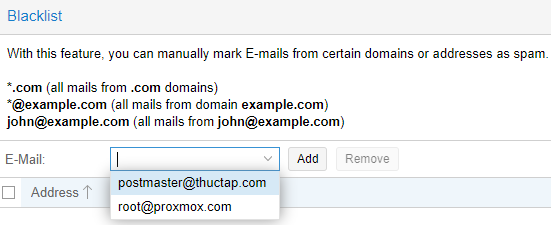 Blacklist
With this feature, you can manually mark E-mails from certain domains or addresses as spam.
*.com (all mails from .com domains)
*@example.com (all mails from domain example.com)
john@example.com (all mails from john@example.com)
E-Mail: Add Remove
Address ↑
postmaster@thuctap.com
root@proxmox.com